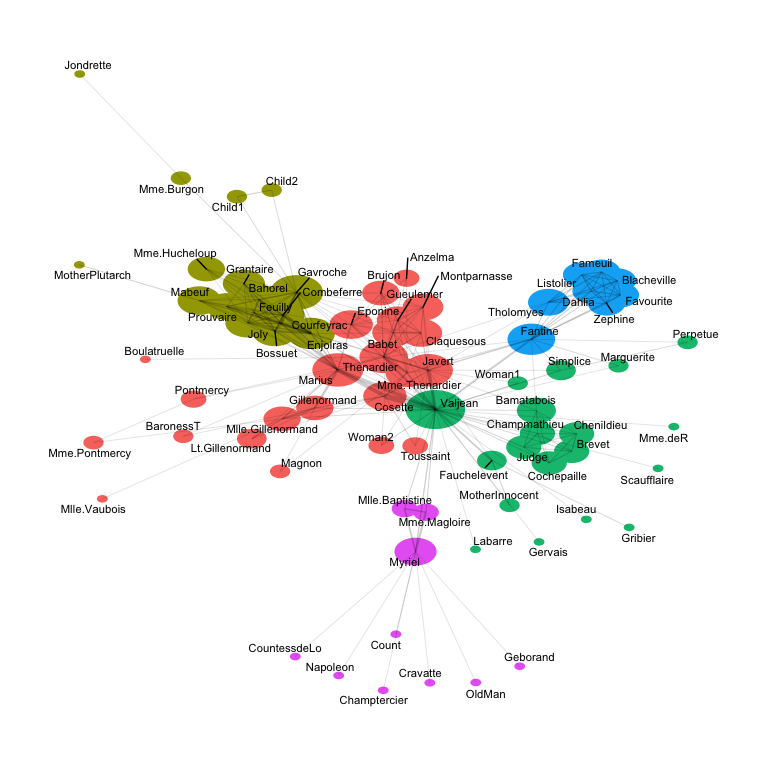 Jondrette
Child2
Mme.Burgon
Child1
Mme.Hucheloup
Anzelma
MotherPlutarch
Grantaire
Gavroche
Brujon
Montparnasse
Fameuil
Mabeuf
Bahorel
Combeferre
Gueulemer
Listolier
Blacheville
Prouvaire
Feuilly
Eponine
Dahlia
Favourite
Tholomyes
Zephine
Joly
Courfeyrac
Fantine
Perpetue
Boulatruelle
Bossuet
Enjolras
Babet
Claquesous
Marguerite
Simplice
Javert
Thenardier
Woman1
Marius
Mme.Thenardier
Pontmercy
Gillenormand
Cosette
Valjean
Bamatabois
BaronessT
Mlle.Gillenormand
Champmathieu
Chenildieu
Mme.deR
Woman2
Brevet
Mme.Pontmercy
Lt.Gillenormand
Toussaint
Judge
Magnon
Fauchelevent
Cochepaille
Scaufflaire
Mlle.Vaubois
Mlle.Baptistine
MotherInnocent
Isabeau
Mme.Magloire
Gribier
Labarre
Gervais
Myriel
CountessdeLo
Count
Geborand
Napoleon
Cravatte
OldMan
Champtercier